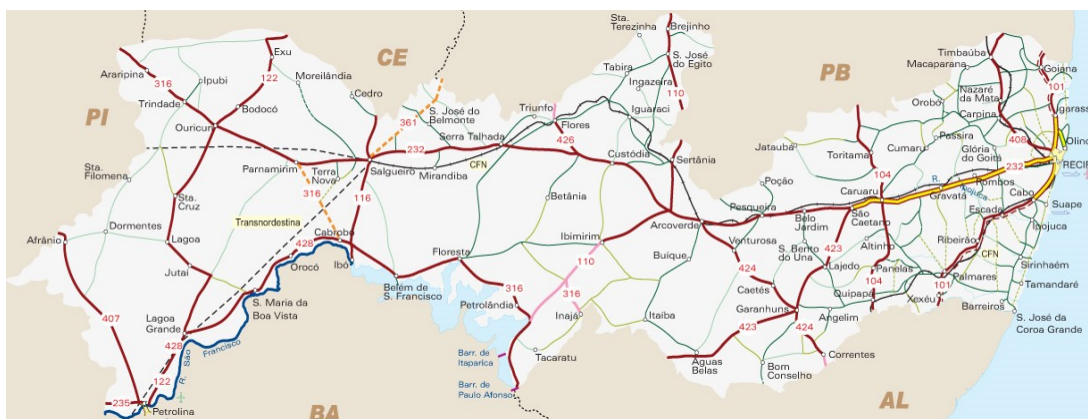 Sta.
Terezinha
Brejinho
S. José
do Egito
Tabira
Ingazeira
Iguaraci
110
Exu
Araripina
316
Ipubi
122
Moreilândia
CE
Trindade
Bodocó
Cedro
Ouricuri
361
S. José do
Belmonte
Triunfo
Flores
426
Serra Talhada
232
PI
PB
Timbaúba
Macaparana
Goiana
101
Nazaré
da Mata
Orobó
Carpina
Igarass
Passira
408
Cumaru
Glória
do Goitá
Olind
232
RECIF
Jataúba
Toritama
104
Sta.
Filomena
Parnamirim
Terra
Nova
Salgueiro
Mirandiba
CFN
Custódia
Sertânia
316
116
Betânia
Poção
Pesqueira
Caruaru
R.
Ipojuca
Gravatá
Pombos
Cabo
Suape
Escada
Ipojuca
Sta.
Cruz
Transnordestina
Dormentes
Afrânio
Lagoa
428
Cabrobó
Ibó
Floresta
Ibimirim
Arcoverde
Belo
Jardim
São
Caetano
Venturosa
S. Bento
do Una
423
Altinho
Ribeirão
CFN
Jutaí
Orocó
Belém de
S. Francisco
110
Buíque
424
Lajedo
Panelas
104
Palmares
Sirinhaém
Tamandaré
S. Maria da
Boa Vista
316
Petrolândia
316
Caetés
Quipapá
101
Xexéu
Barreiros
407
Lagoa
Grande
Inajá
Itaíba
Garanhuns
Angelim
S. José da
Coroa Grande
428
R. São Francisco
Barr. de
Itaparica
Tacaratu
423
424
Correntes
122
Águas
Belas
Bom
Conselho
235
Petrolina
Barr. de
Paulo Afonso
BA
AL